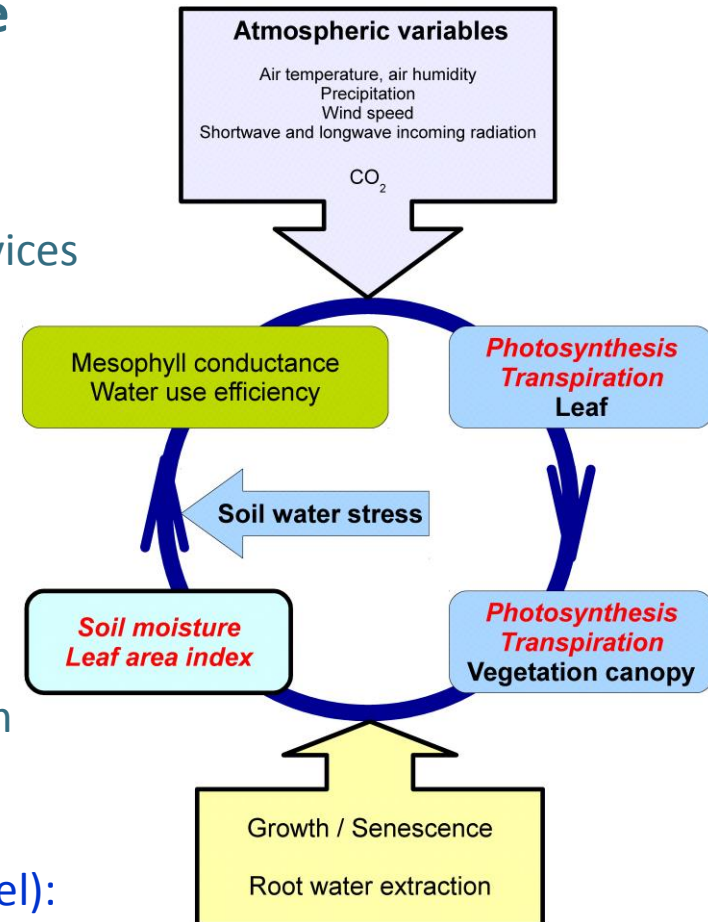 e
Atmospheric variables
Air temperature, air humidity
Precipitation
Wind speed
Shortwave and longwave incoming radiation
CO₂
vices
Mesophyll conductance
Water use efficiency
Photosynthesis
Transpiration
Leaf
Soil water stress
Soil moisture
Leaf area index
Photosynthesis
Transpiration
Vegetation canopy
n
Growth / Senescence
Root water extraction
el):